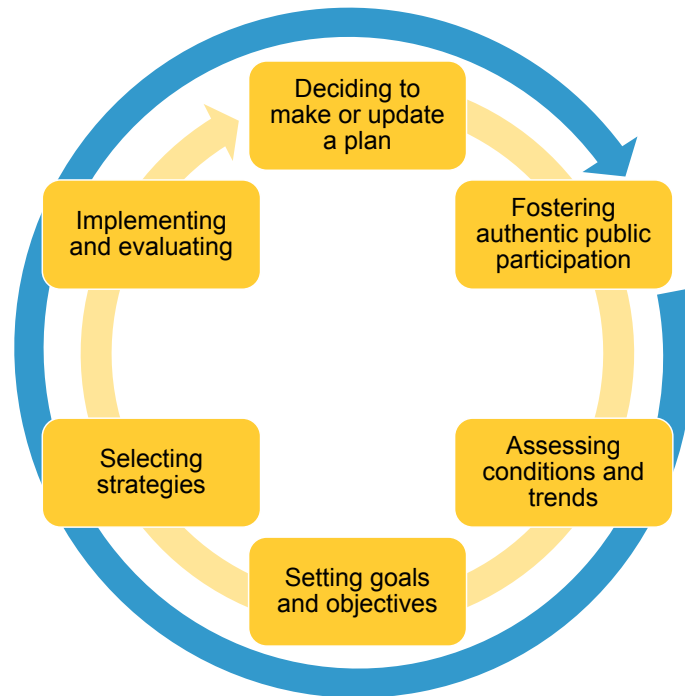 Deciding to
make or update
a plan
Fostering
authentic public
participation
Assessing
conditions and
trends
Setting goals
and objectives
Selecting
strategies
Implementing
and evaluating